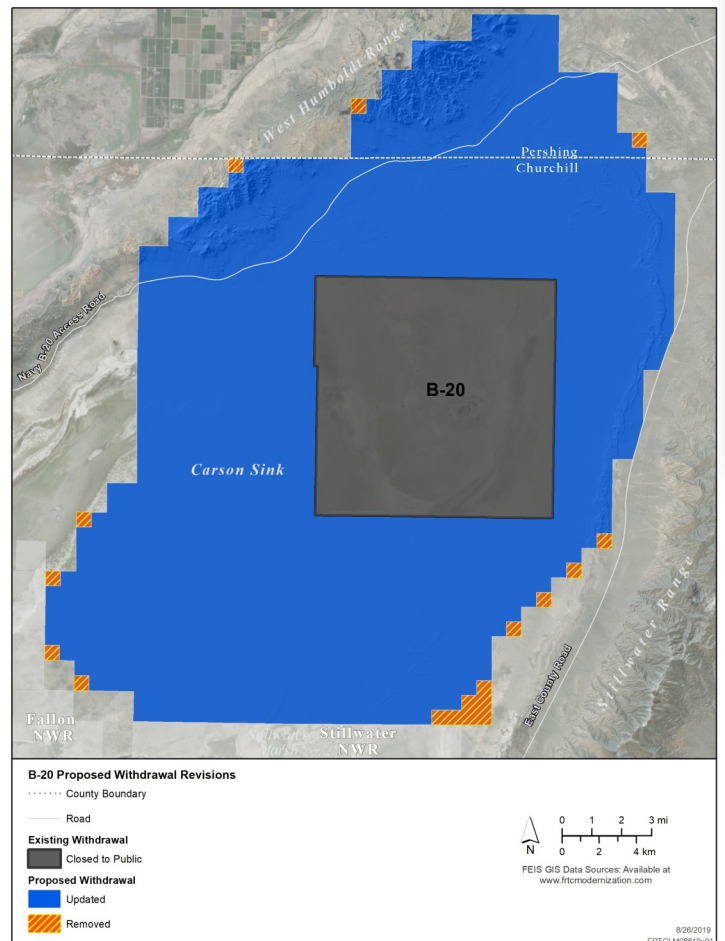 West Humboldt Range
Pershing
Churchill
Navy B-20 Access Road
B-20
Carson Sink
Stillwater Range
East County Road
Fallon
NWR
Stillwater
NWR
B-20 Proposed Withdrawal Revisions
County Boundary
Road
Existing Withdrawal
Closed to Public
Proposed Withdrawal
Updated
Removed
N
0 1 2 3 mi
0 2 4 km
FEIS GIS Data Sources: Available at
www.frtcmodernization.com
8/26/2019